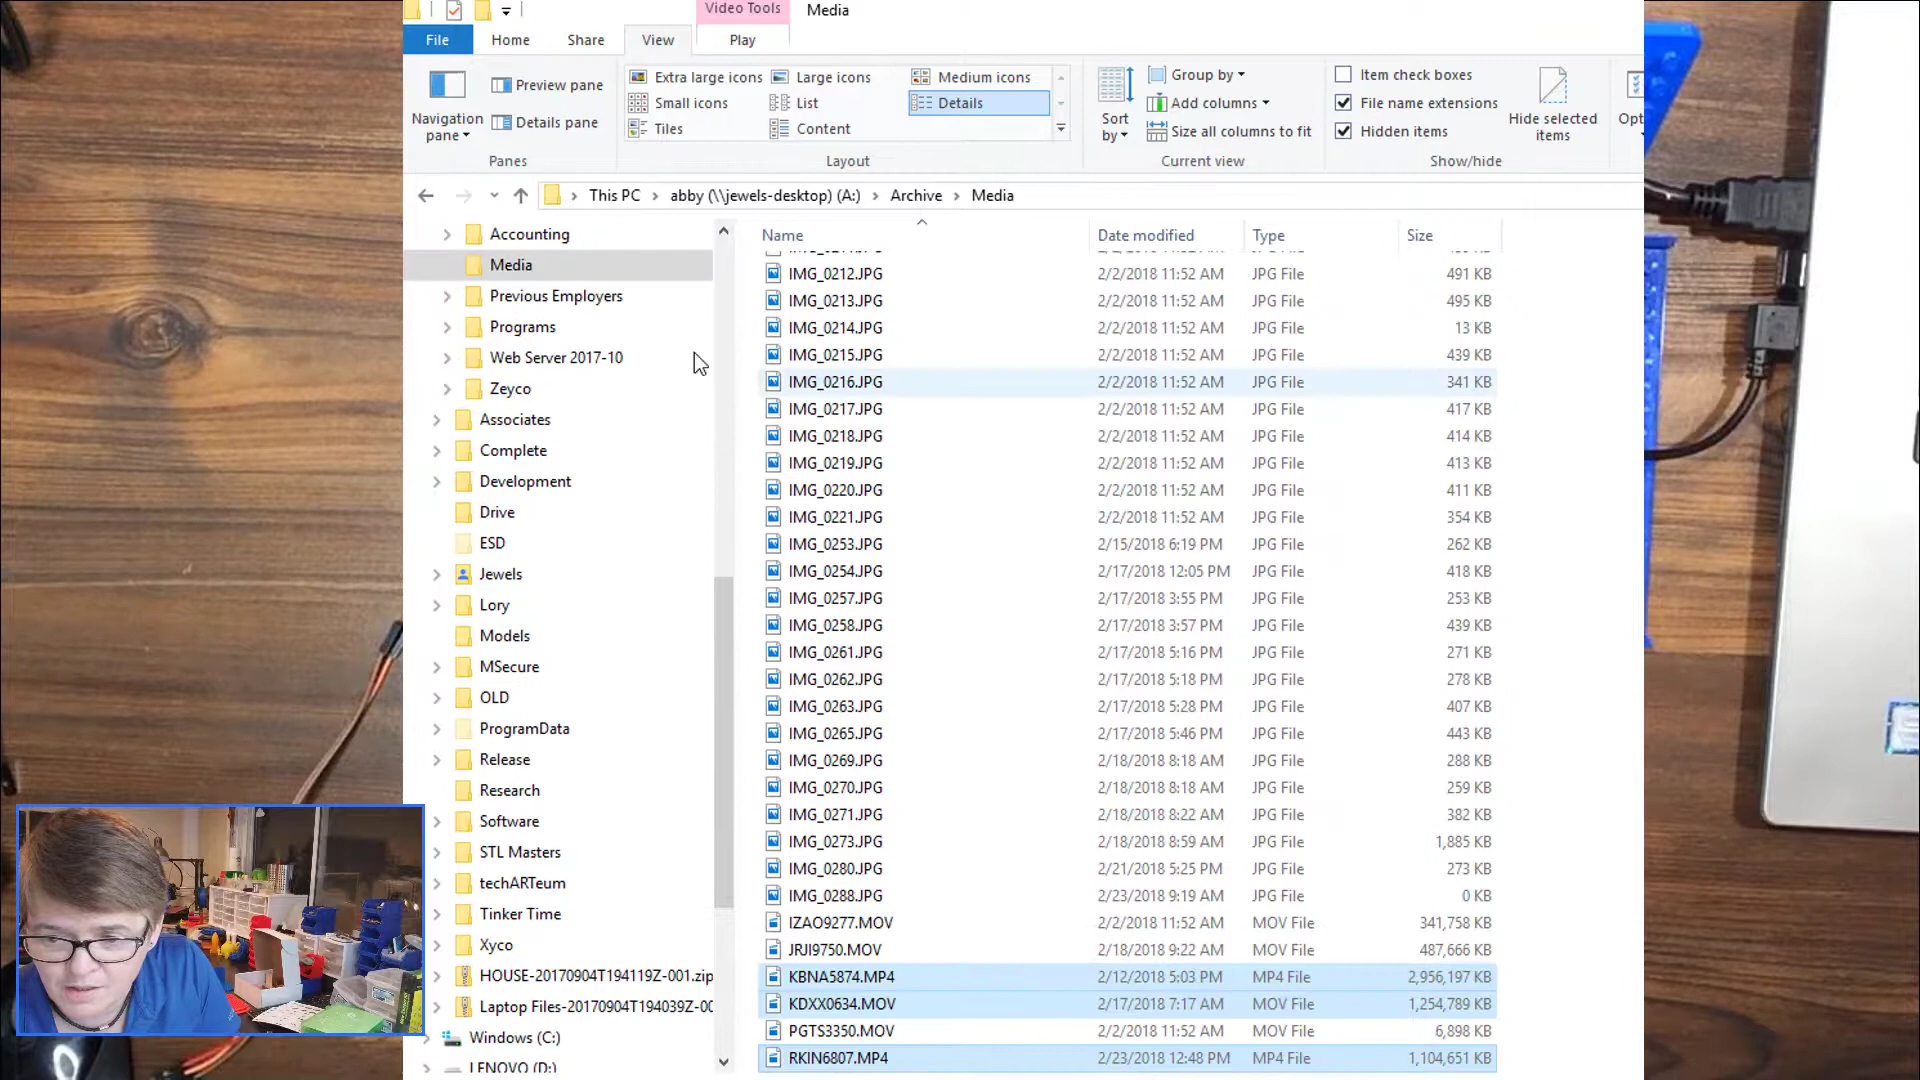 Video Tools Media
File Home Share View Play
Navigation pane
Preview pane
Details pane
Panes
Extra large icons Large icons Medium icons
Small icons List Details
Tiles Content
Layout
Sort by
Group by
Add columns
Size all columns to fit
Current view
Item check boxes
File name extensions
Hidden items
Hide selected items
Show/hide
This PC > abby (\\jewels-desktop) (A:) > Archive > Media
Accounting
Media
Previous Employers
Programs
Web Server 2017-10
Zeyco
Associates
Complete
Development
Drive
ESD
Jewels
Lory
Models
MSecure
OLD
ProgramData
Release
Research
Software
STL Masters
techARTeum
Tinker Time
Xyco
HOUSE-20170904T194119Z-001.zip
Laptop Files-20170904T194039Z-00
Windows (C:)
LENOVO (D:)
Name Date modified Type Size
IMG_0212.JPG 2/2/2018 11:52 AM JPG File 491 KB
IMG_0213.JPG 2/2/2018 11:52 AM JPG File 495 KB
IMG_0214.JPG 2/2/2018 11:52 AM JPG File 13 KB
IMG_0215.JPG 2/2/2018 11:52 AM JPG File 439 KB
IMG_0216.JPG 2/2/2018 11:52 AM JPG File 341 KB
IMG_0217.JPG 2/2/2018 11:52 AM JPG File 417 KB
IMG_0218.JPG 2/2/2018 11:52 AM JPG File 414 KB
IMG_0219.JPG 2/2/2018 11:52 AM JPG File 413 KB
IMG_0220.JPG 2/2/2018 11:52 AM JPG File 411 KB
IMG_0221.JPG 2/2/2018 11:52 AM JPG File 354 KB
IMG_0253.JPG 2/15/2018 6:19 PM JPG File 262 KB
IMG_0254.JPG 2/17/2018 12:05 PM JPG File 418 KB
IMG_0257.JPG 2/17/2018 3:55 PM JPG File 253 KB
IMG_0258.JPG 2/17/2018 3:57 PM JPG File 439 KB
IMG_0261.JPG 2/17/2018 5:16 PM JPG File 271 KB
IMG_0262.JPG 2/17/2018 5:18 PM JPG File 278 KB
IMG_0263.JPG 2/17/2018 5:28 PM JPG File 407 KB
IMG_0265.JPG 2/17/2018 5:46 PM JPG File 443 KB
IMG_0269.JPG 2/18/2018 8:18 AM JPG File 288 KB
IMG_0270.JPG 2/18/2018 8:18 AM JPG File 259 KB
IMG_0271.JPG 2/18/2018 8:22 AM JPG File 382 KB
IMG_0273.JPG 2/18/2018 8:59 AM JPG File 1,885 KB
IMG_0280.JPG 2/21/2018 5:25 PM JPG File 273 KB
IMG_0288.JPG 2/23/2018 9:19 AM JPG File 0 KB
IZAO9277.MOV 2/2/2018 11:52 AM MOV File 341,758 KB
JRJI9750.MOV 2/18/2018 9:22 AM MOV File 487,666 KB
KBNA5874.MP4 2/12/2018 5:03 PM MP4 File 2,956,197 KB
KDXX0634.MOV 2/17/2018 7:17 AM MOV File 1,254,789 KB
PGTS3350.MOV 2/2/2018 11:52 AM MOV File 6,898 KB
RKIN6807.MP4 2/23/2018 12:48 PM MP4 File 1,104,651 KB